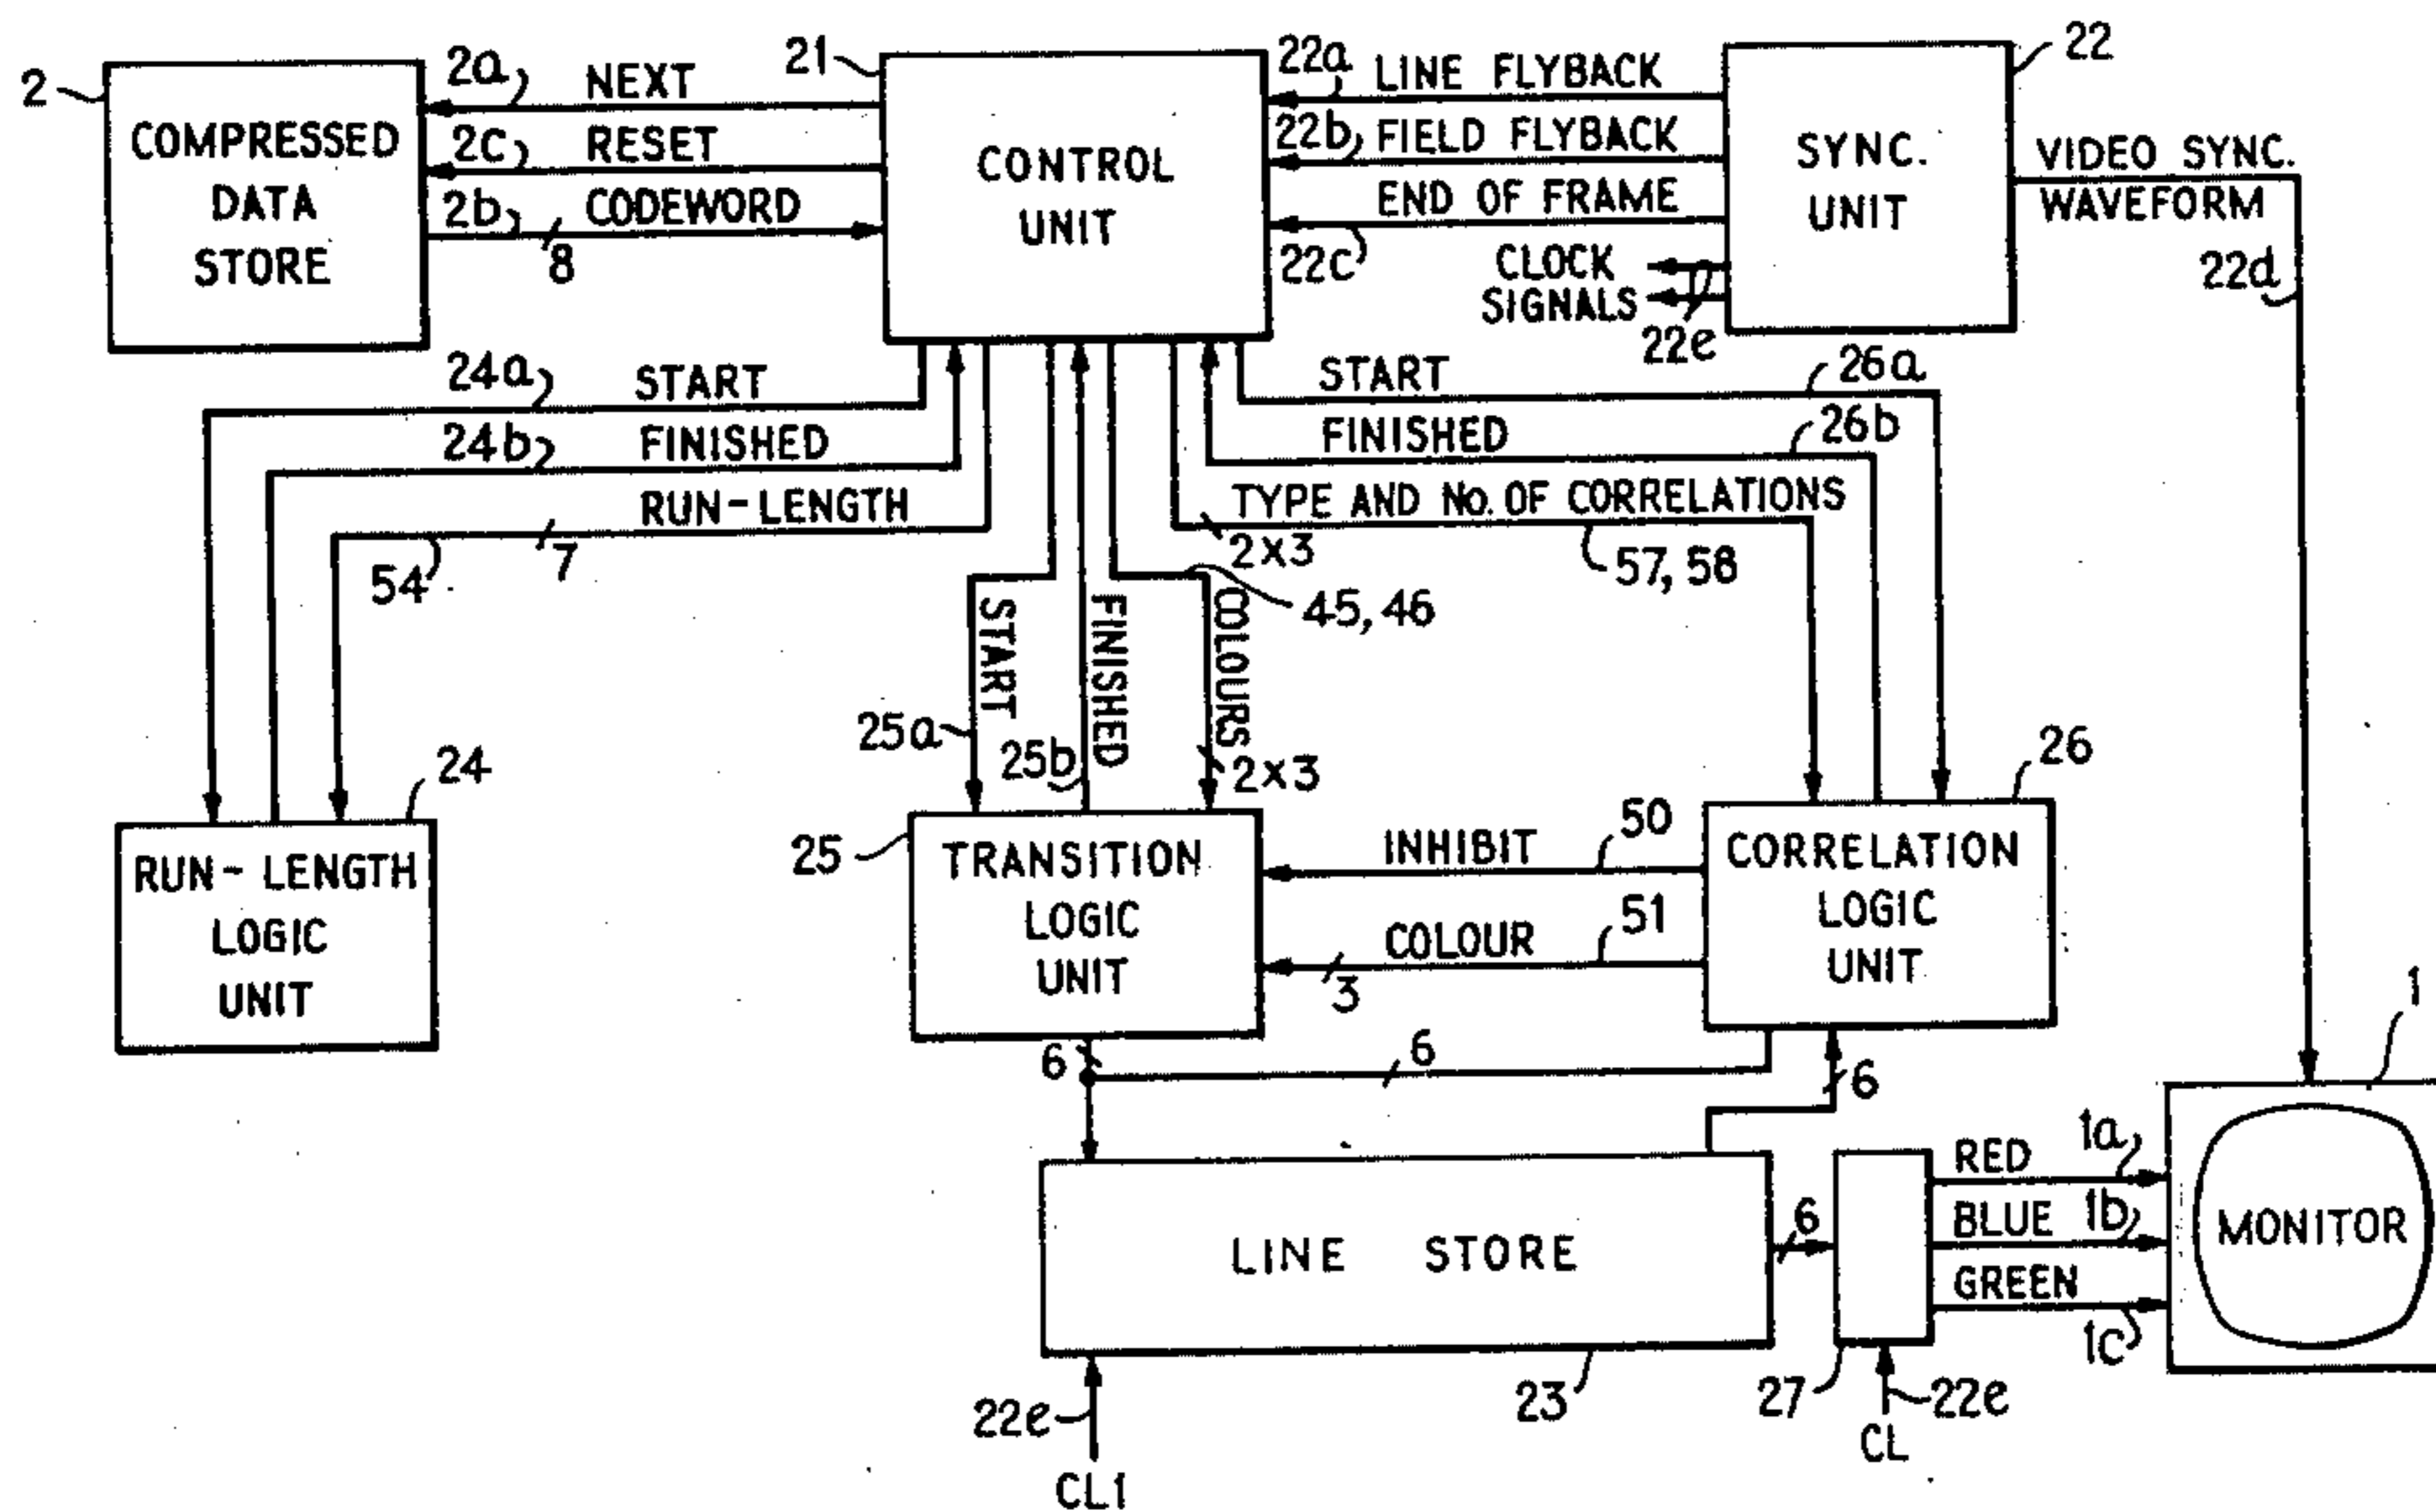 2
COMPRESSED
DATA
STORE
2a
NEXT
2c
RESET
2b
CODEWORD
8
21
CONTROL
UNIT
22a
LINE FLYBACK
22b
FIELD FLYBACK
END OF FRAME
22c
CLOCK
SIGNALS
22e
SYNC.
UNIT
22
VIDEO SYNC.
WAVEFORM
22d
24a
START
24b
FINISHED
RUN-LENGTH
54
7
START
26a
FINISHED
26b
TYPE AND No. OF CORRELATIONS
2x3
57, 58
START
FINISHED
COLOURS
45, 46
25a
25b
2x3
24
RUN-LENGTH
LOGIC
UNIT
25
TRANSITION
LOGIC
UNIT
INHIBIT
50
COLOUR
51
3
26
CORRELATION
LOGIC
UNIT
6
6
6
LINE STORE
23
22e
CL1
6
27
22e
CL
RED
1a
BLUE
1b
GREEN
1c
1
MONITOR